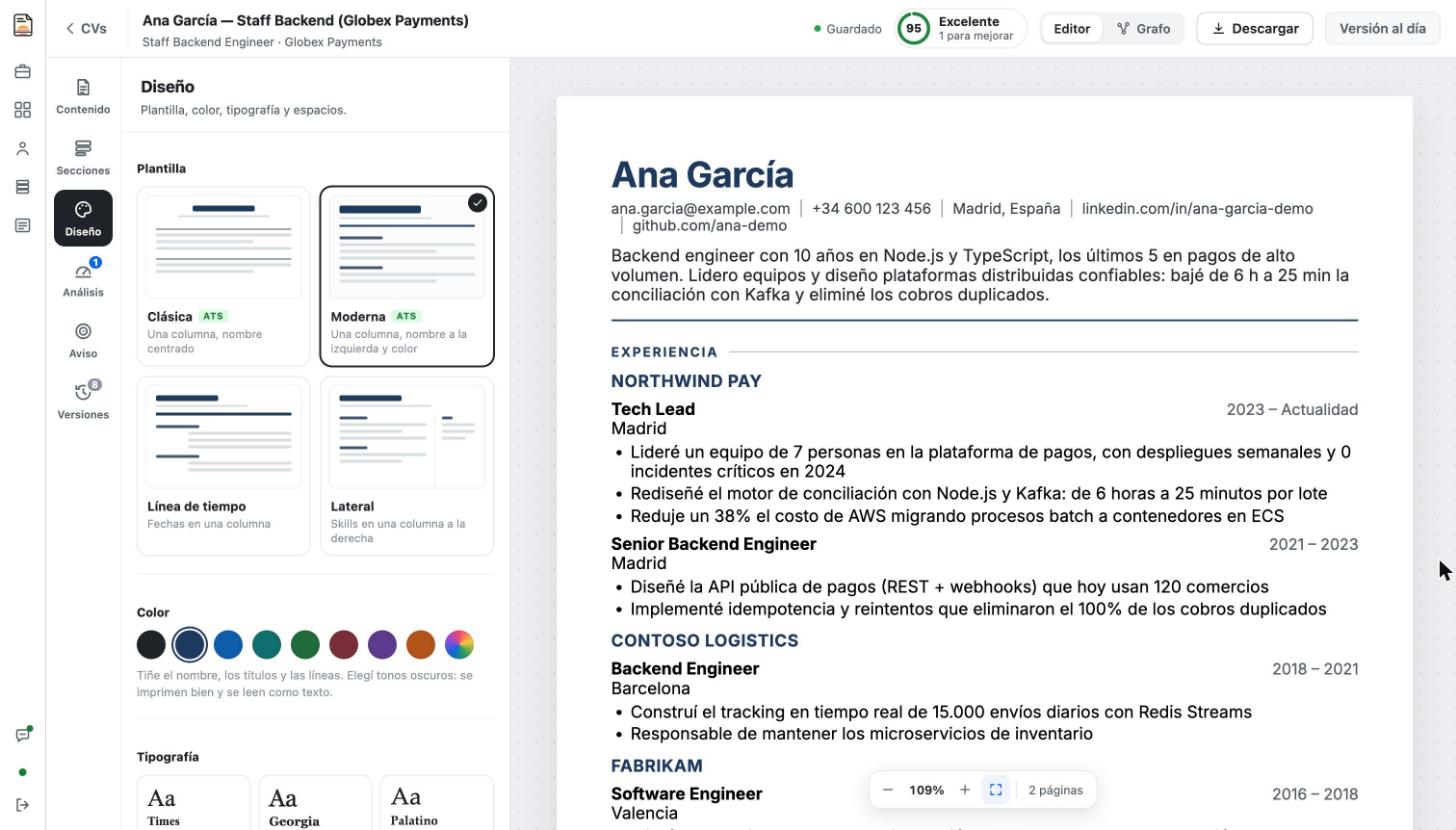 CVs
Ana García — Staff Backend (Globex Payments)
Staff Backend Engineer · Globex Payments
Guardado
95
Excelente
1 para mejorar
Editor
Grafo
Descargar
Versión al día
Contenido
Secciones
Diseño
1
Análisis
Aviso
8
Versiones
Diseño
Plantilla, color, tipografía y espacios.
Plantilla
Clásica ATS
Una columna, nombre
centrado
Moderna ATS
Una columna, nombre a la
izquierda y color
Línea de tiempo
Fechas en una columna
Lateral
Skills en una columna a la
derecha
Color
Tiñe el nombre, los títulos y las líneas. Elegí tonos oscuros: se
imprimen bien y se leen como texto.
Tipografía
Aa
Times
Aa
Georgia
Aa
Palatino
Ana García
ana.garcia@example.com | +34 600 123 456 | Madrid, España | linkedin.com/in/ana-garcia-demo
| github.com/ana-demo
Backend engineer con 10 años en Node.js y TypeScript, los últimos 5 en pagos de alto
volumen. Lidero equipos y diseño plataformas distribuidas confiables: bajé de 6 h a 25 min la
conciliación con Kafka y eliminé los cobros duplicados.
EXPERIENCIA
NORTHWIND PAY
Tech Lead 2023 – Actualidad
Madrid
• Lideré un equipo de 7 personas en la plataforma de pagos, con despliegues semanales y 0
incidentes críticos en 2024
• Rediseñé el motor de conciliación con Node.js y Kafka: de 6 horas a 25 minutos por lote
• Reduje un 38% el costo de AWS migrando procesos batch a contenedores en ECS
Senior Backend Engineer 2021 – 2023
Madrid
• Diseñé la API pública de pagos (REST + webhooks) que hoy usan 120 comercios
• Implementé idempotencia y reintentos que eliminaron el 100% de los cobros duplicados
CONTOSO LOGISTICS
Backend Engineer 2018 – 2021
Barcelona
• Construí el tracking en tiempo real de 15.000 envíos diarios con Redis Streams
• Responsable de mantener los microservicios de inventario
FABRIKAM
Software Engineer 2016 – 2018
Valencia
− 109% +
2 páginas